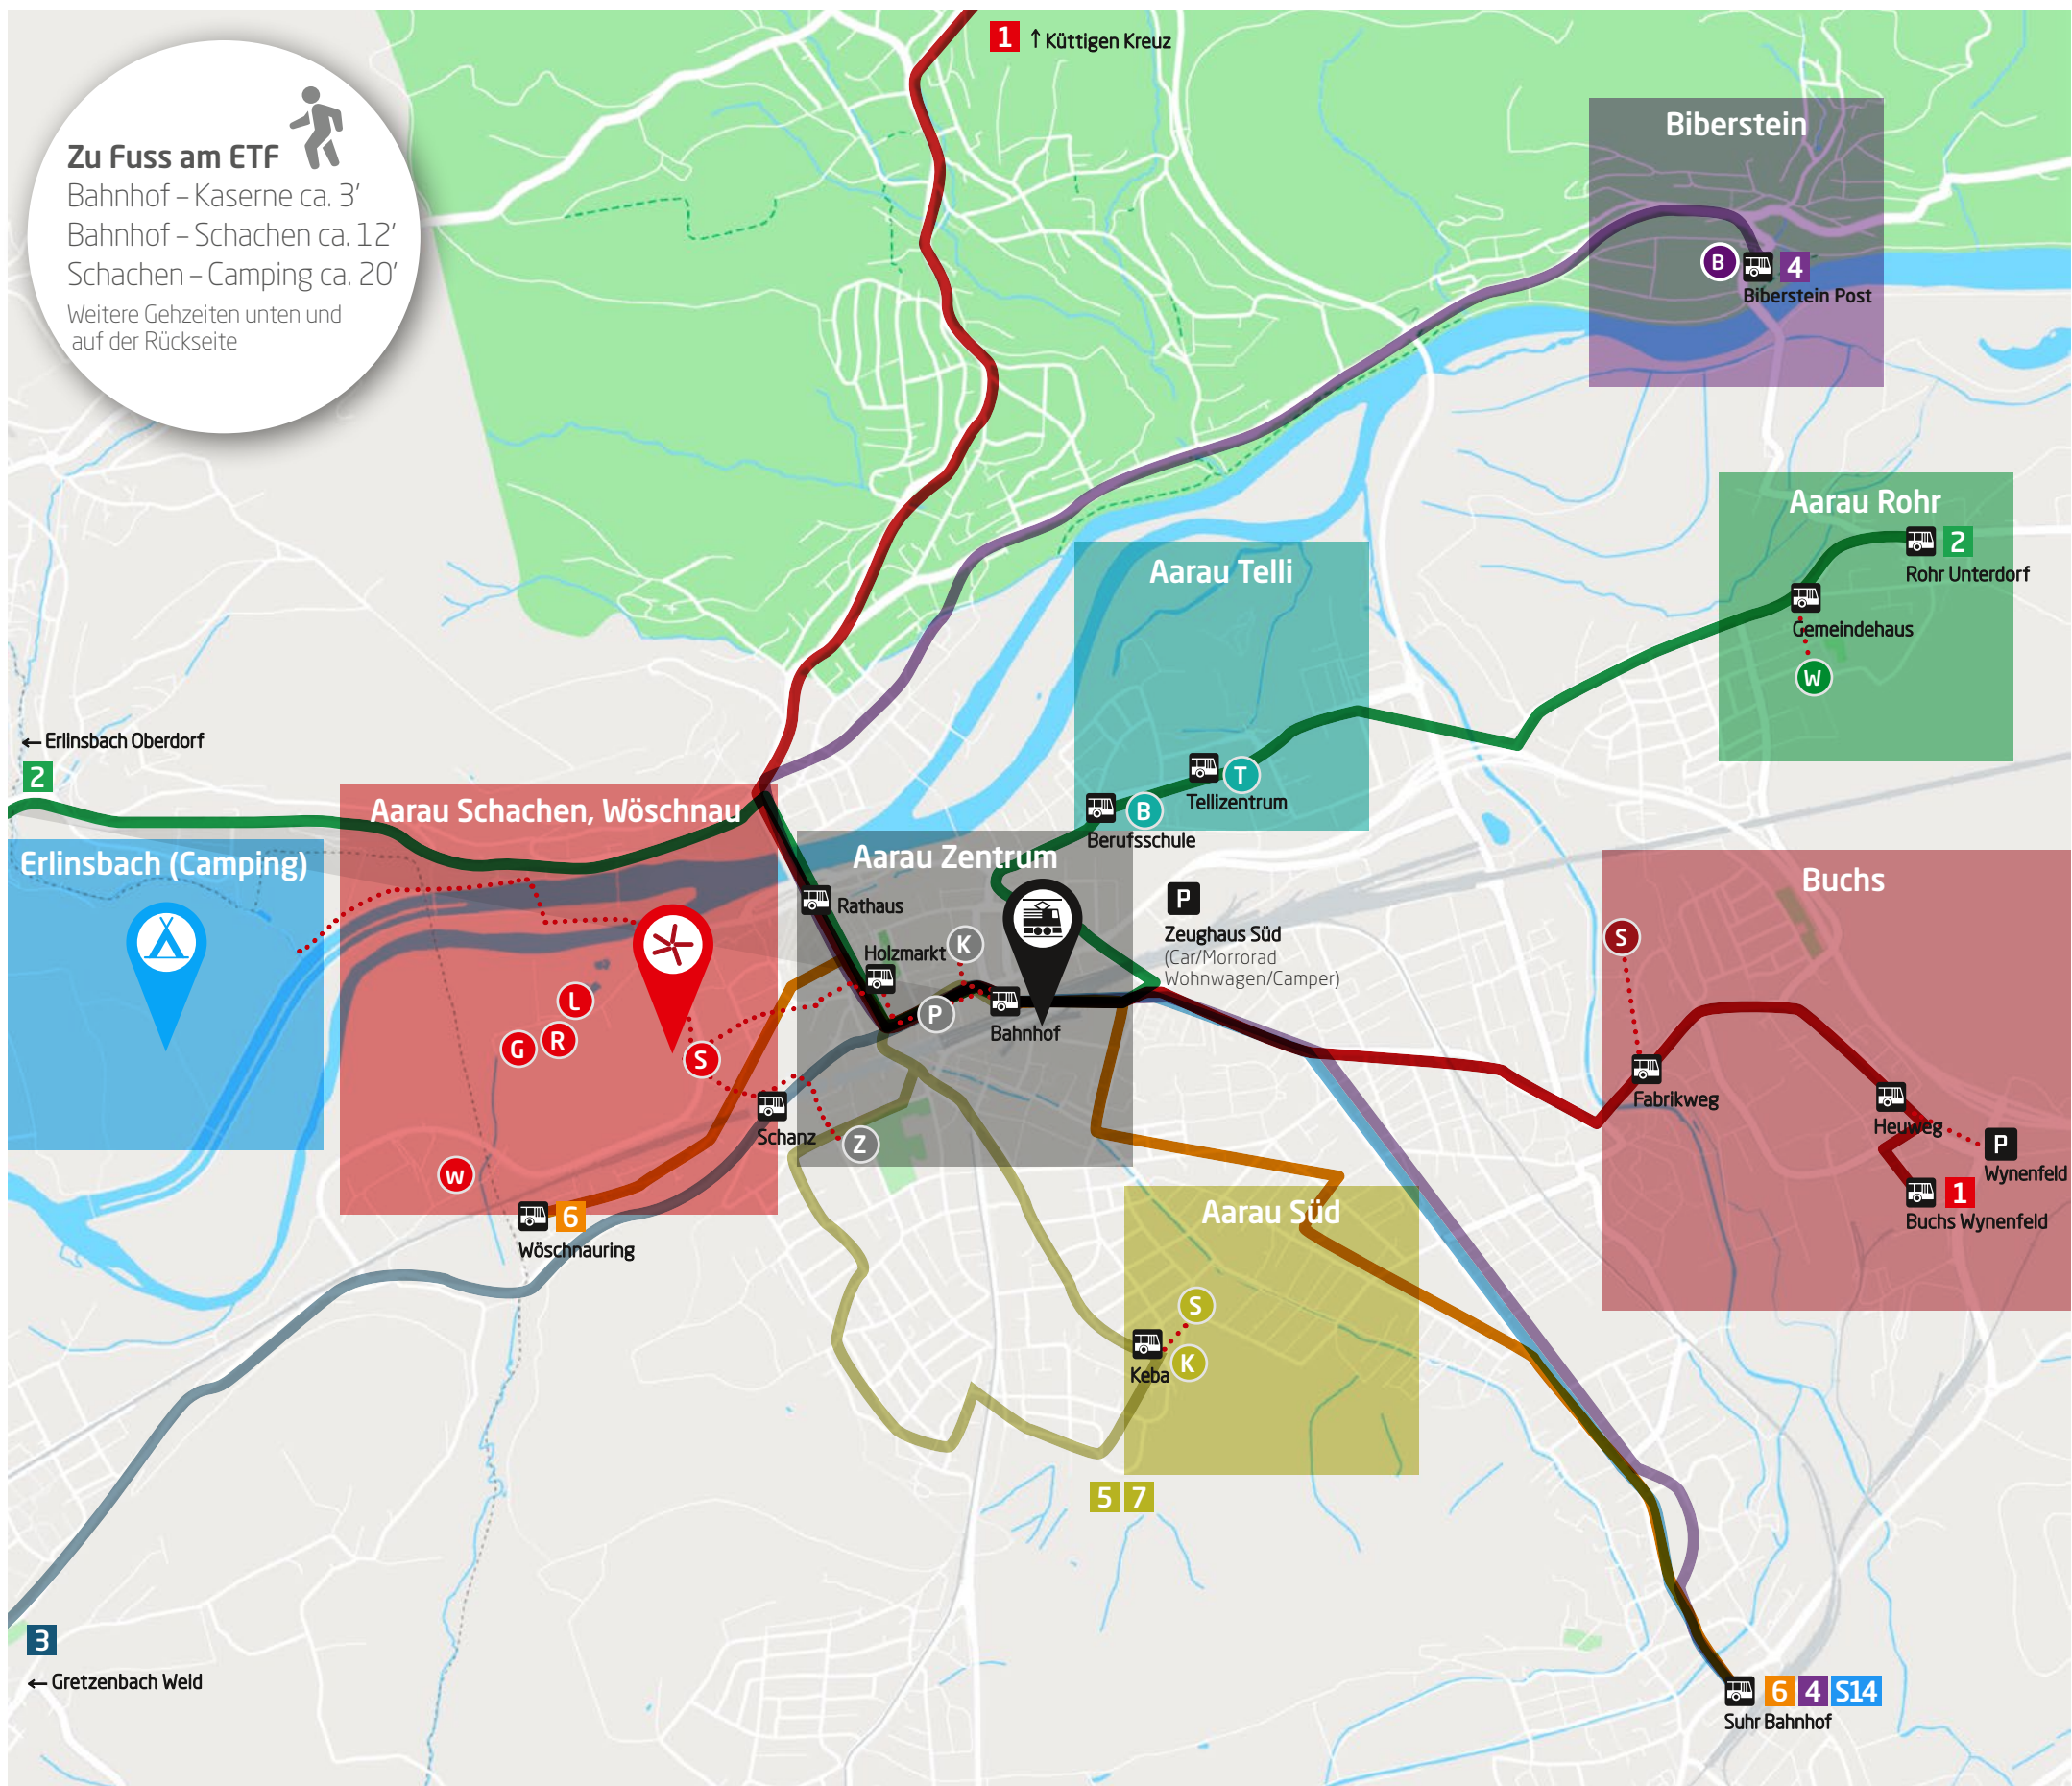 1 ↑ Küttigen Kreuz
Zu Fuss am ETF
Bahnhof – Kaserne ca. 3'
Bahnhof – Schachen ca. 12'
Schachen – Camping ca. 20'
Weitere Gehzeiten unten und
auf der Rückseite
Biberstein
B 4
Biberstein Post
Aarau Rohr
2
Rohr Unterdorf
Gemeindehaus
W
Aarau Telli
T
Tellizentrum
B
Berufsschule
← Erlinsbach Oberdorf
2
Aarau Schachen, Wöschnau
Erlinsbach (Camping)
L
R
G
S
Schanz
W
6
Wöschnauring
Aarau Zentrum
Rathaus
Holzmarkt
K
P
Bahnhof
Z
P
Zeughaus Süd
(Car/Morrorad
Wohnwagen/Camper)
Buchs
S
Fabrikweg
Heuweg
P
Wynenfeld
1
Buchs Wynenfeld
Aarau Süd
S
K
Keba
5 7
3
← Gretzenbach Weid
6 4 S14
Suhr Bahnhof